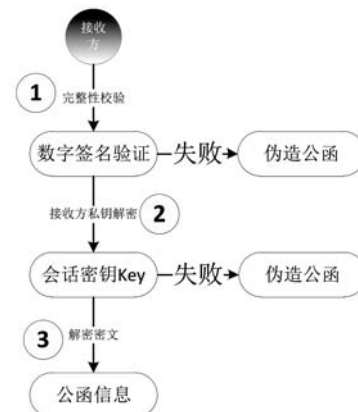 接收
方
1
完整性校验
数字签名验证
失败
伪造公函
接收方私钥解密
2
会话密钥Key
失败
伪造公函
3
解密密文
公函信息